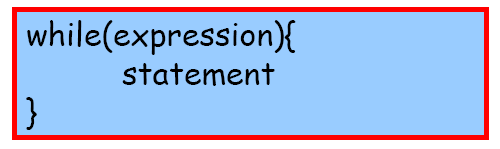 while(expression){
statement
}